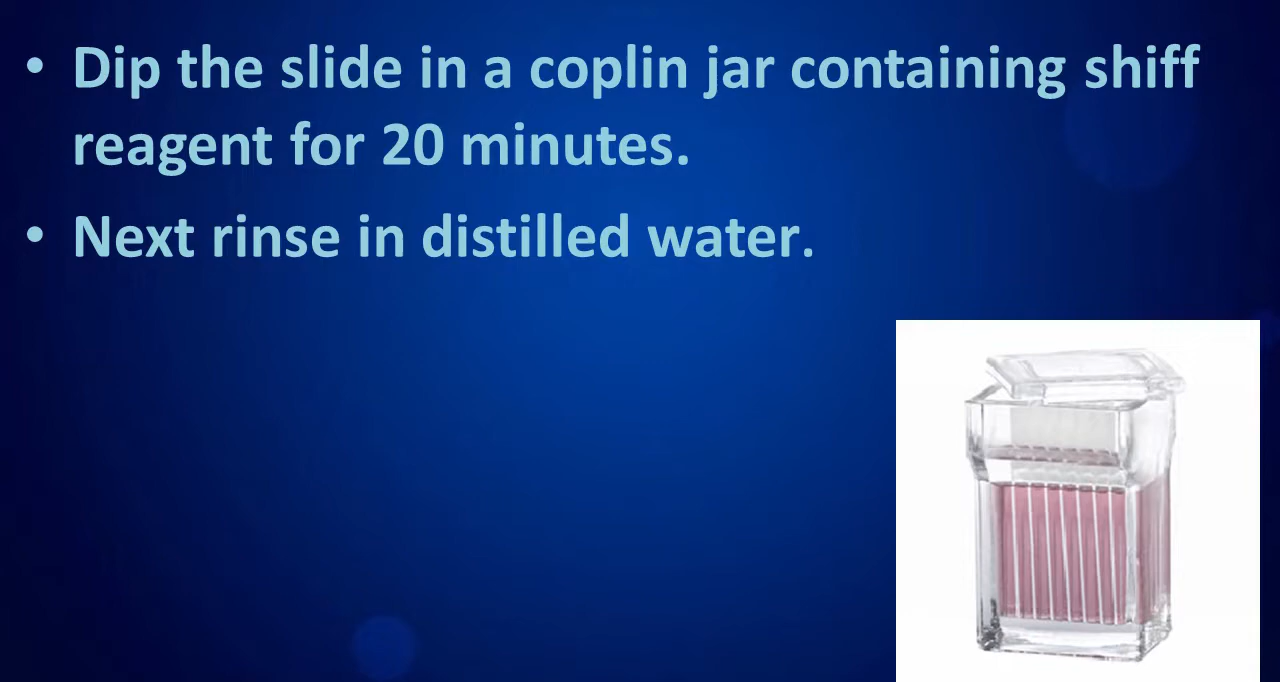 • Dip the slide in a coplin jar containing shiff
reagent for 20 minutes.
• Next rinse in distilled water.